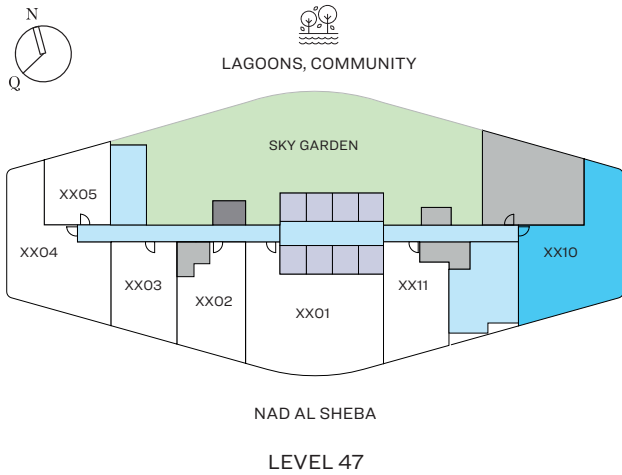 N
Q
LAGOONS, COMMUNITY
SKY GARDEN
XX05
XX04
XX03
XX02
XX01
XX11
XX10
NAD AL SHEBA
LEVEL 47